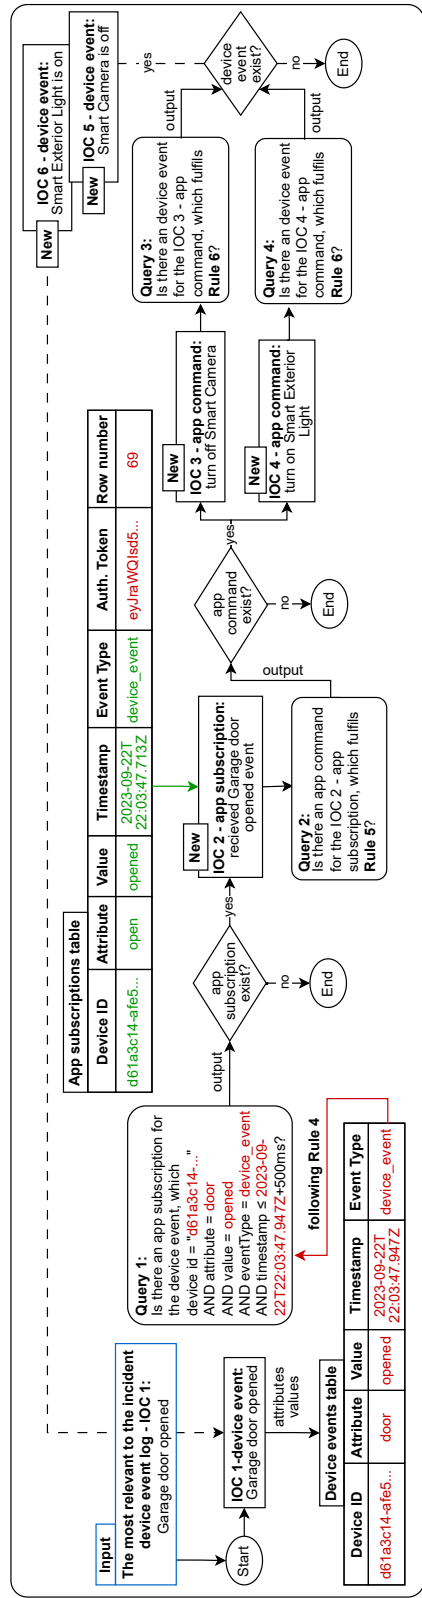 Input
The most relevant to the incident
device event log - IOC 1:
Garage door opened
Start
IOC 1-device event:
Garage door opened
attributes
values
Device events table
Device ID Attribute Value Timestamp Event Type
d61a3c14-afe5... door opened 2023-09-22T
22:03:47.947Z device_event
following Rule 4
Query 1:
Is there an app subscription for
the device event, which
device id = "d61a3c14-..."
AND attribute = door
AND value = opened
AND eventType = device_event
AND timestamp ≤ 2023-09-
22T22:03:47.947Z+500ms?
output
app
subscription
exist?
no
End
yes
App subscriptions table
Device ID Attribute Value Timestamp Event Type Auth. Token Row number
d61a3c14-afe5... open opened 2023-09-22T
22:03:47.713Z device_event eyJraWQIsd5... 69
New
IOC 2 - app subscription:
recieved Garage door
opened event
Query 2:
Is there an app command
for the IOC 2 - app
subscription, which fulfils
Rule 5?
output
app
command
exist?
no
End
yes
New
IOC 3 - app command:
turn off Smart Camera
New
IOC 4 - app command:
turn on Smart Exterior
Light
Query 3:
Is there an device event
for the IOC 3 - app
command, which fulfils
Rule 6?
output
Query 4:
Is there an device event
for the IOC 4 - app
command, which fulfils
Rule 6?
output
device
event
exist?
no
End
yes
New
IOC 6 - device event:
Smart Exterior Light is on
New
IOC 5 - device event:
Smart Camera is off